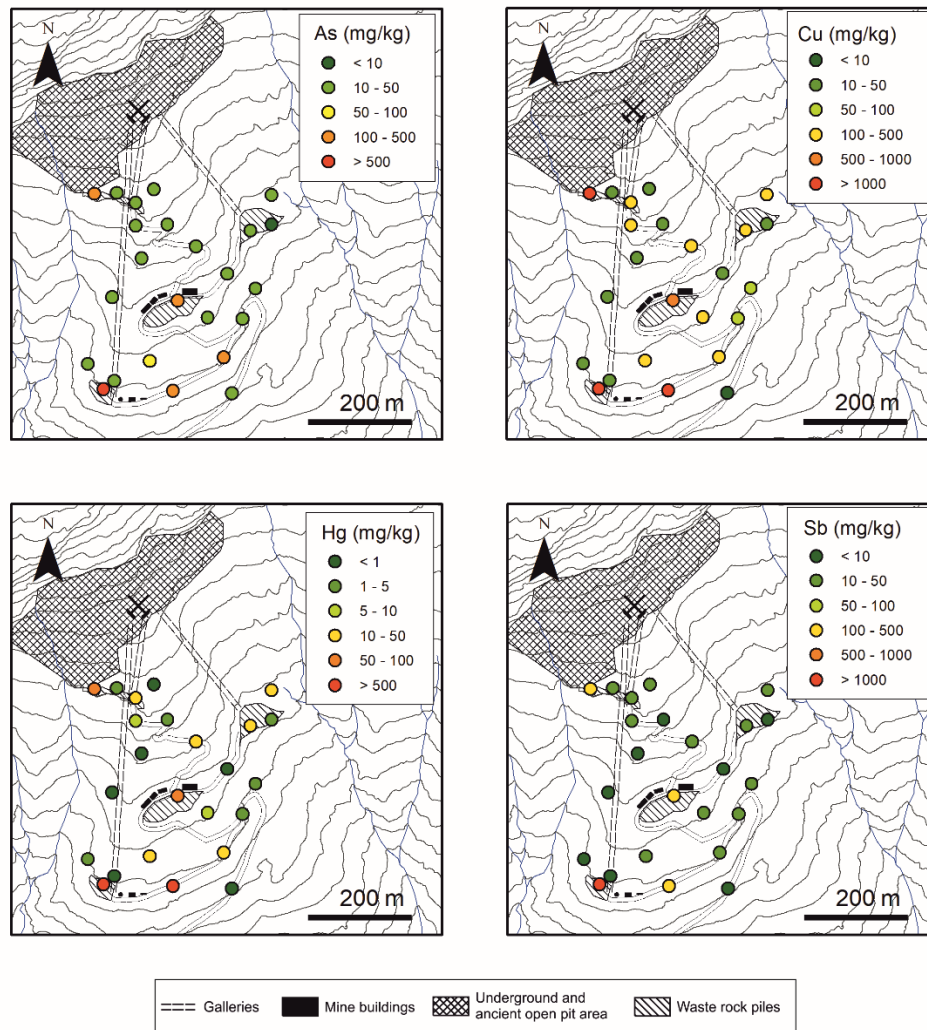 N
As (mg/kg)
< 10
10 - 50
50 - 100
100 - 500
> 500
200 m
N
Cu (mg/kg)
< 10
10 - 50
50 - 100
100 - 500
500 - 1000
> 1000
200 m
N
Hg (mg/kg)
< 1
1 - 5
5 - 10
10 - 50
50 - 100
> 500
200 m
N
Sb (mg/kg)
< 10
10 - 50
50 - 100
100 - 500
500 - 1000
> 1000
200 m
Galleries
Mine buildings
Underground and
ancient open pit area
Waste rock piles